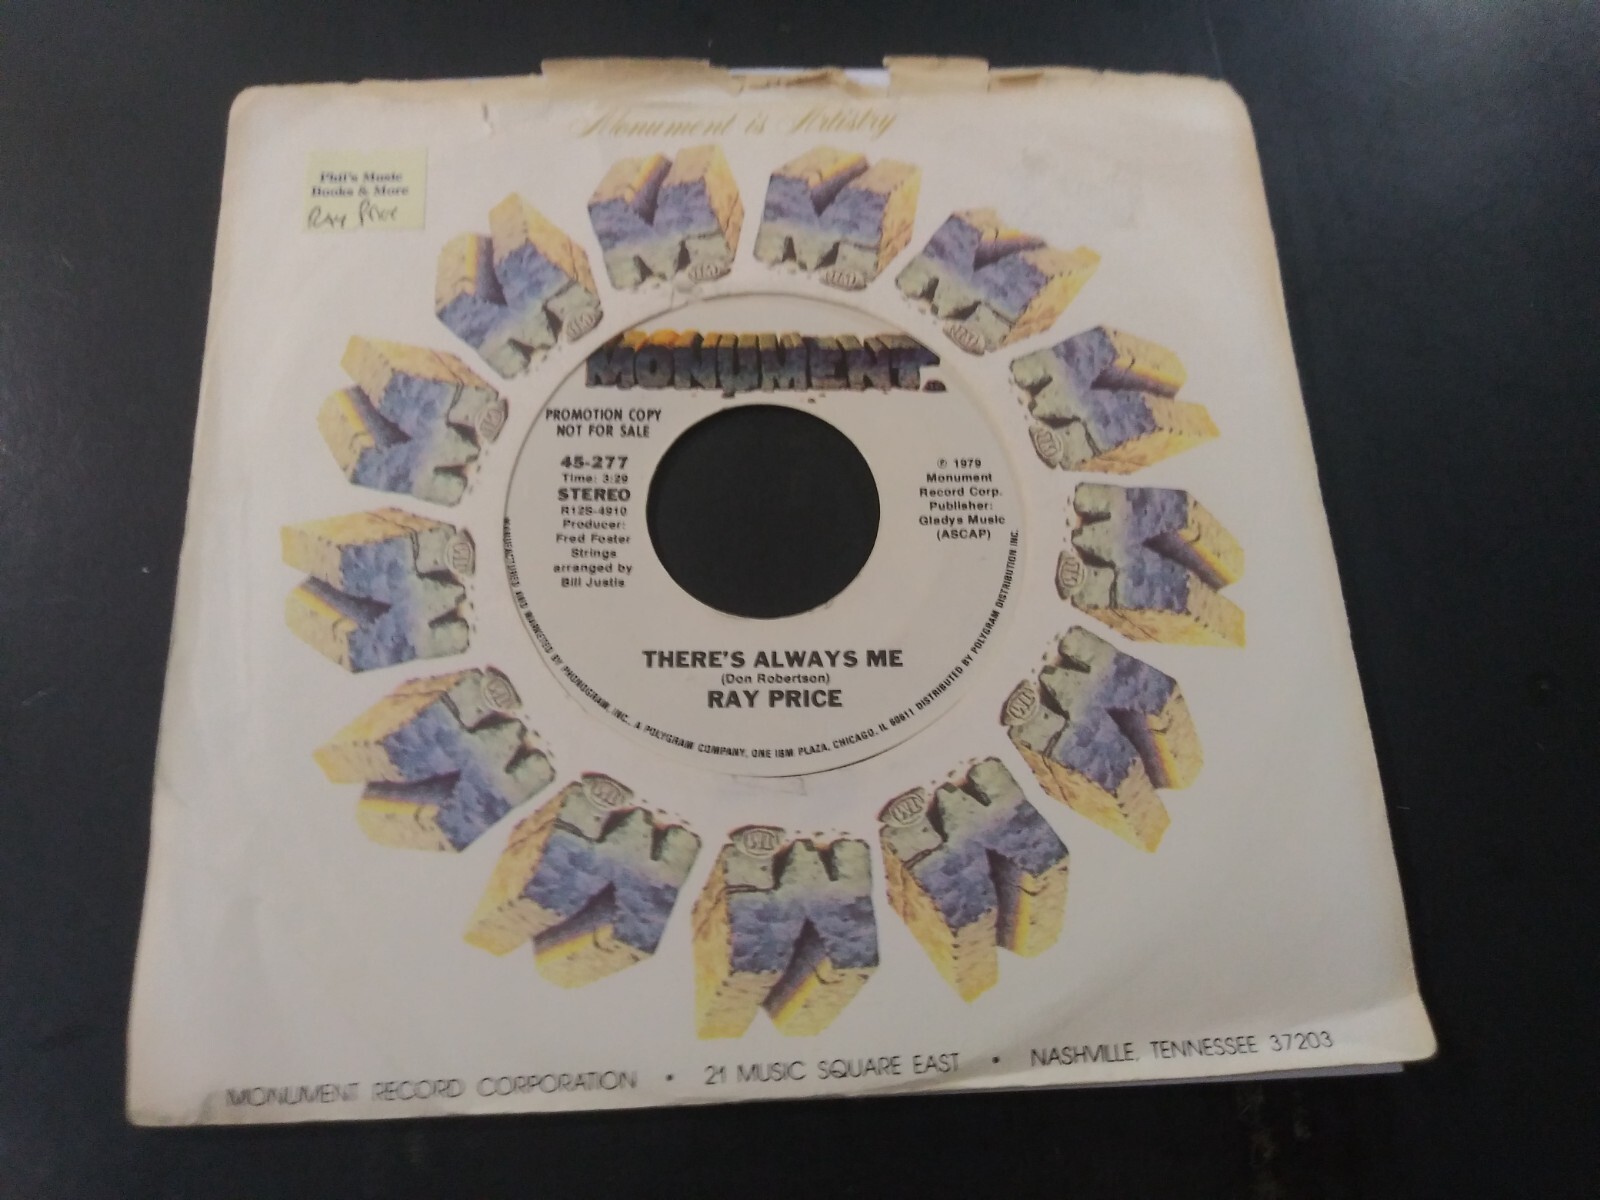 Monument is Artistry
Phil's Music
Books & More
Ray Price
MONUMENT
PROMOTION COPY
NOT FOR SALE
45-277
Time: 3:29
STEREO
R12S-4910
Producer:
Fred Foster
Strings
arranged by
Bill Justis
℗ 1979
Monument
Record Corp.
Publisher:
Gladys Music
(ASCAP)
THERE'S ALWAYS ME
(Don Robertson)
RAY PRICE
MANUFACTURED AND MARKETED BY PHONOGRAM, INC., A POLYGRAM COMPANY, ONE IBM PLAZA, CHICAGO, IL 60611 DISTRIBUTED BY POLYGRAM DISTRIBUTION INC.
MONUMENT RECORD CORPORATION • 21 MUSIC SQUARE EAST • NASHVILLE, TENNESSEE 37203